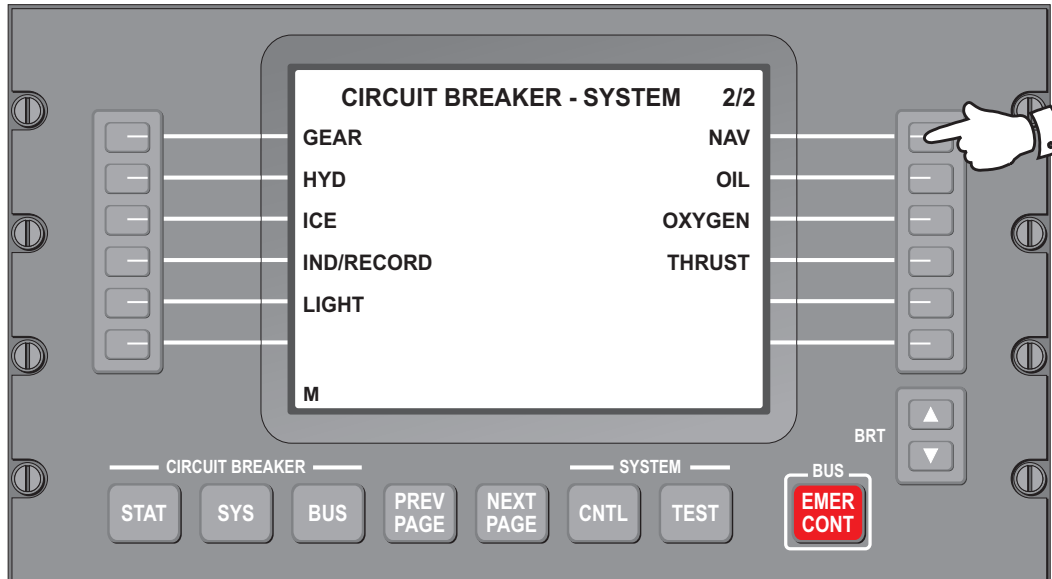 CIRCUIT BREAKER - SYSTEM 2/2
GEAR NAV
HYD OIL
ICE OXYGEN
IND/RECORD THRUST
LIGHT
M
BRT
CIRCUIT BREAKER SYSTEM BUS
STAT SYS BUS PREV PAGE NEXT PAGE CNTL TEST EMER CONT